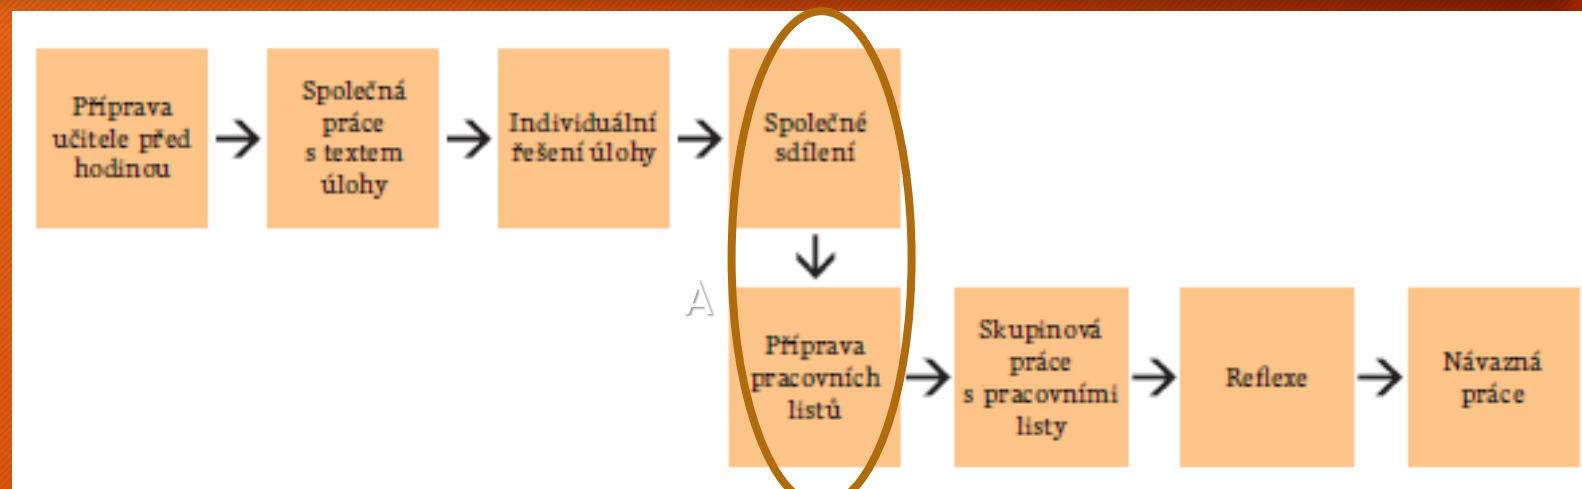 Příprava
učitele před
hodinou
Společná
práce
s textem
úlohy
Individuální
řešení úlohy
Společné
sdílení
A
Příprava
pracovních
listů
Skupinová
práce
s pracovními
listy
Reflexe
Návazná
práce